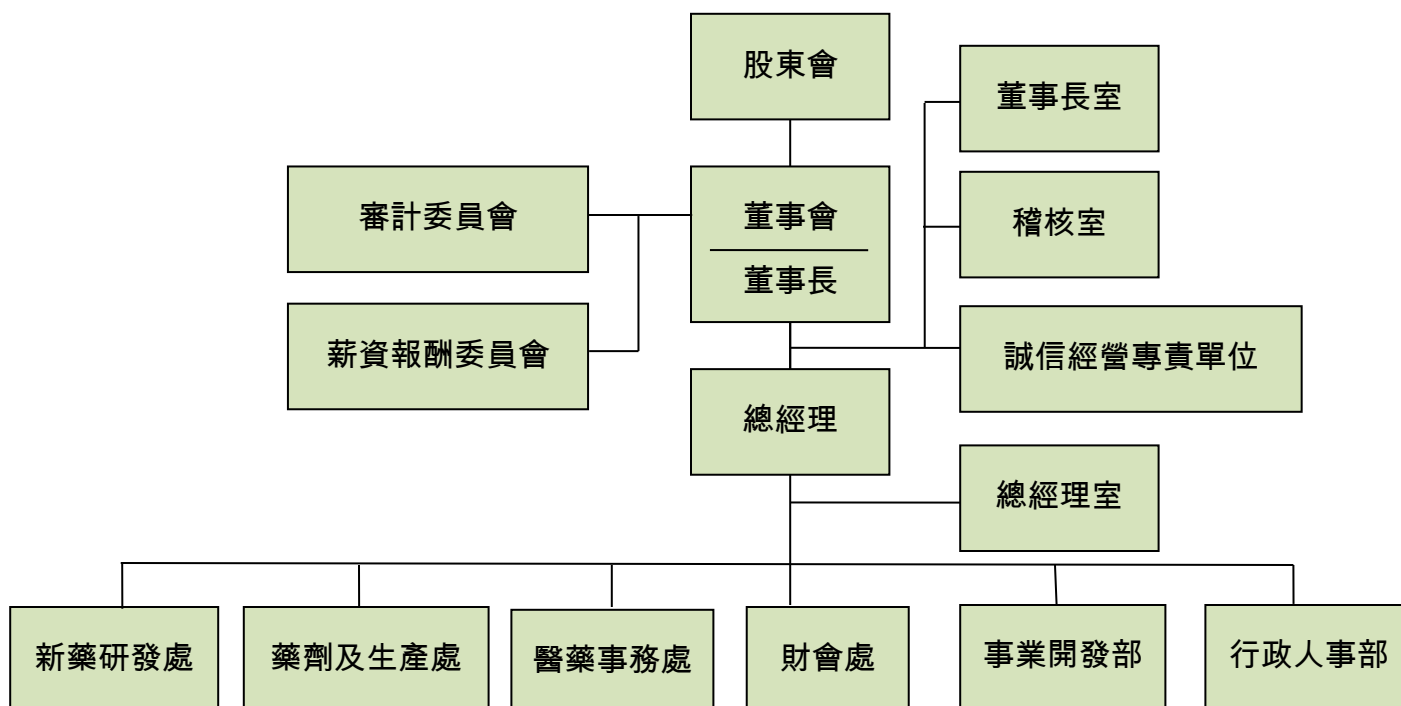 股東會
董事長室
審計委員會
董事會
董事長
稽核室
薪資報酬委員會
誠信經營專責單位
總經理
總經理室
新藥研發處
藥劑及生產處
醫藥事務處
財會處
事業開發部
行政人事部